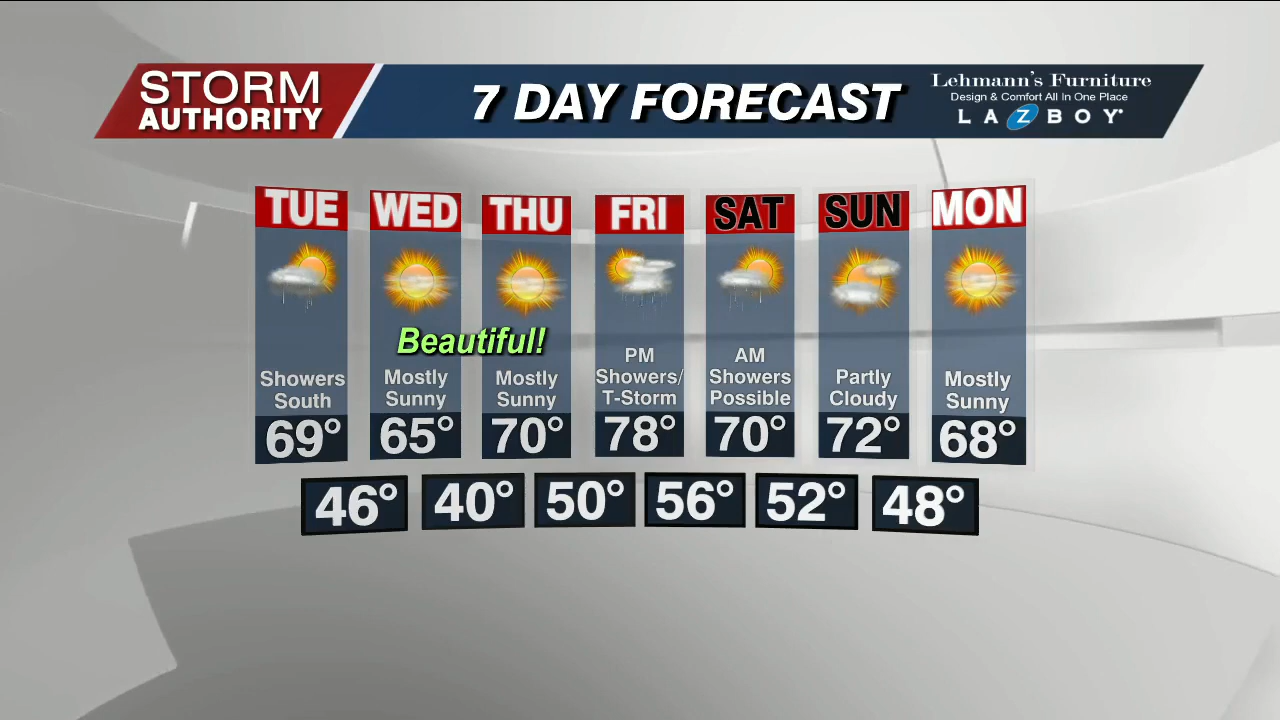 STORM
AUTHORITY
7 DAY FORECAST
Lehmann's Furniture
Design & Comfort All In One Place
LA Z BOY®
TUE WED THU FRI SAT SUN MON
Beautiful!
Showers
South
Mostly
Sunny
Mostly
Sunny
PM
Showers/
T-Storm
AM
Showers
Possible
Partly
Cloudy
Mostly
Sunny
69° 65° 70° 78° 70° 72° 68°
46° 40° 50° 56° 52° 48°